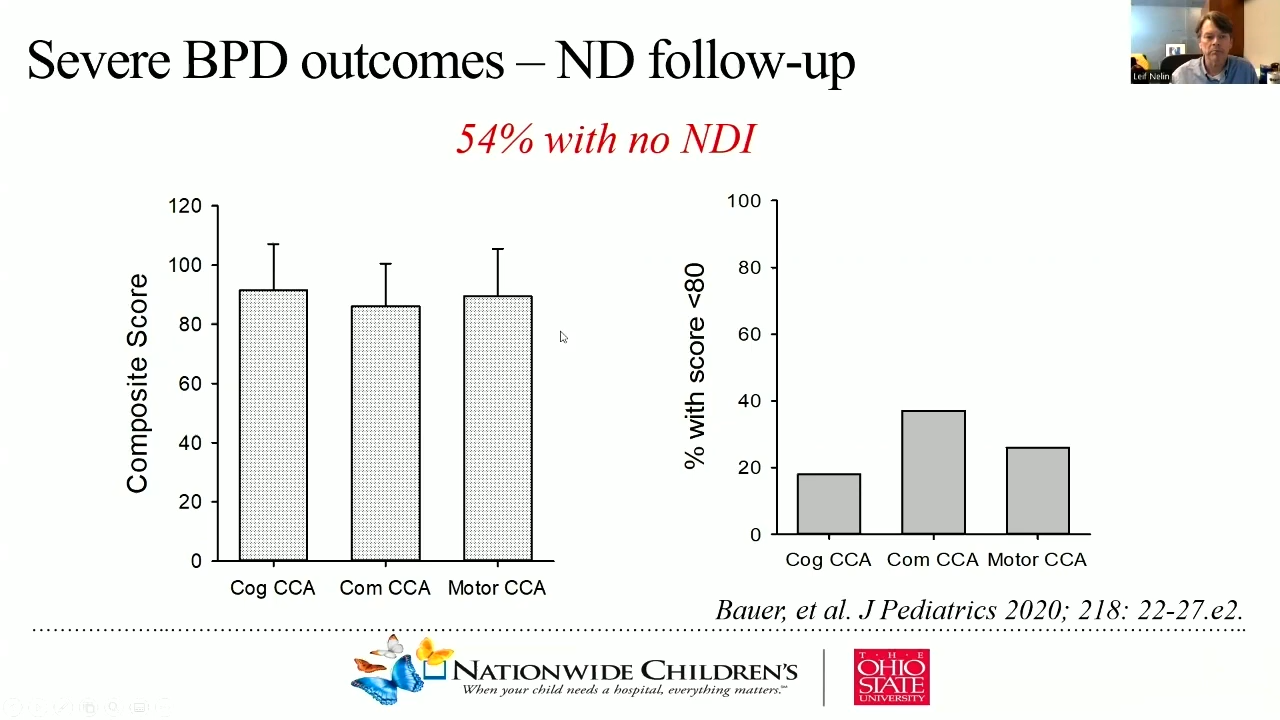 Severe BPD outcomes – ND follow-up
Leif Nelin
54% with no NDI
120
100
80
60
40
20
0
Composite Score
Cog CCA Com CCA Motor CCA
100
80
60
40
20
0
% with score <80
Cog CCA Com CCA Motor CCA
Bauer, et al. J Pediatrics 2020; 218: 22-27.e2.
NATIONWIDE CHILDREN'S
When your child needs a hospital, everything matters.℠
THE
OHIO
STATE
UNIVERSITY